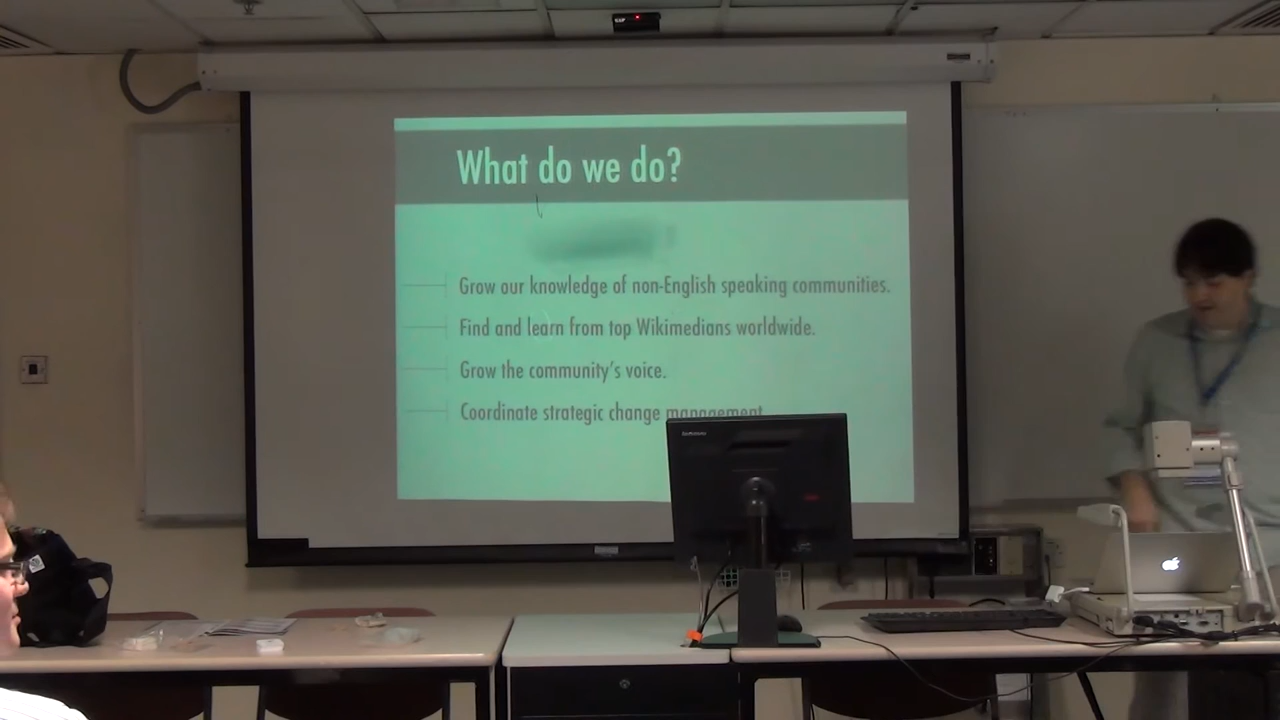 What do we do?
Grow our knowledge of non-English speaking communities.
Find and learn from top Wikimedians worldwide.
Grow the community's voice.
Coordinate strategic change management